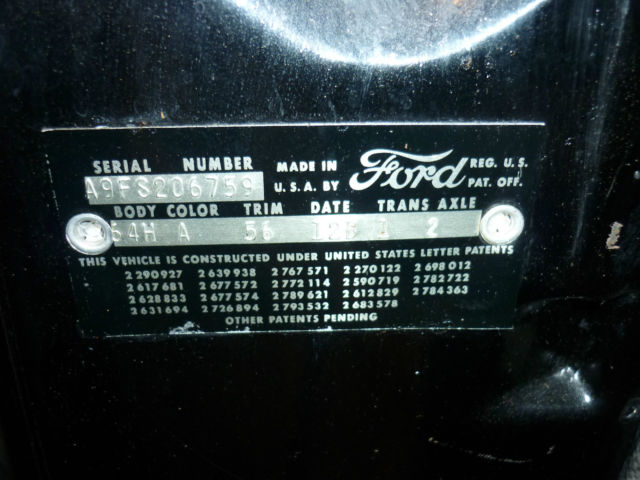 SERIAL NUMBER MADE IN Ford REG. U.S.
A9FS206759 U.S.A. BY PAT. OFF.
BODY COLOR TRIM DATE TRANS AXLE
64H A 56 2
THIS VEHICLE IS CONSTRUCTED UNDER UNITED STATES LETTER PATENTS
2 290 927 2 639 938 2 767 571 2 270 122 2 698 012
2 617 681 2 677 572 2 772 114 2 590 719 2 782 722
2 628 833 2 677 574 2 789 621 2 612 829 2 784 363
2 631 694 2 726 894 2 793 532 2 683 578
OTHER PATENTS PENDING